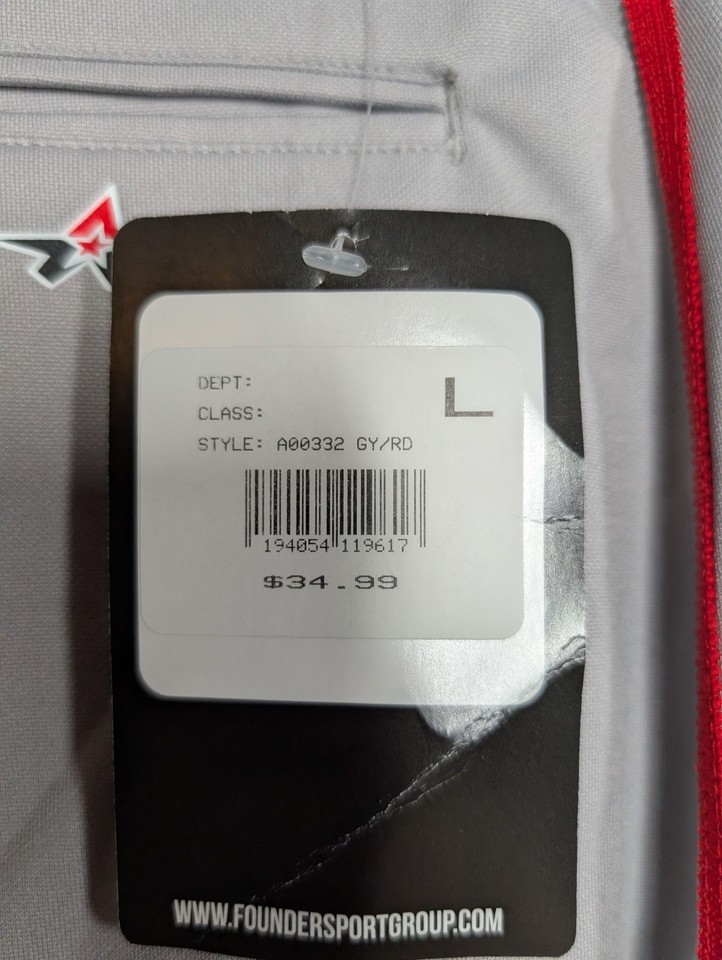 DEPT:
L
CLASS:
STYLE: A00332 GY/RD
194054 119617
$34.99
WWW.FOUNDERSPORTGROUP.COM